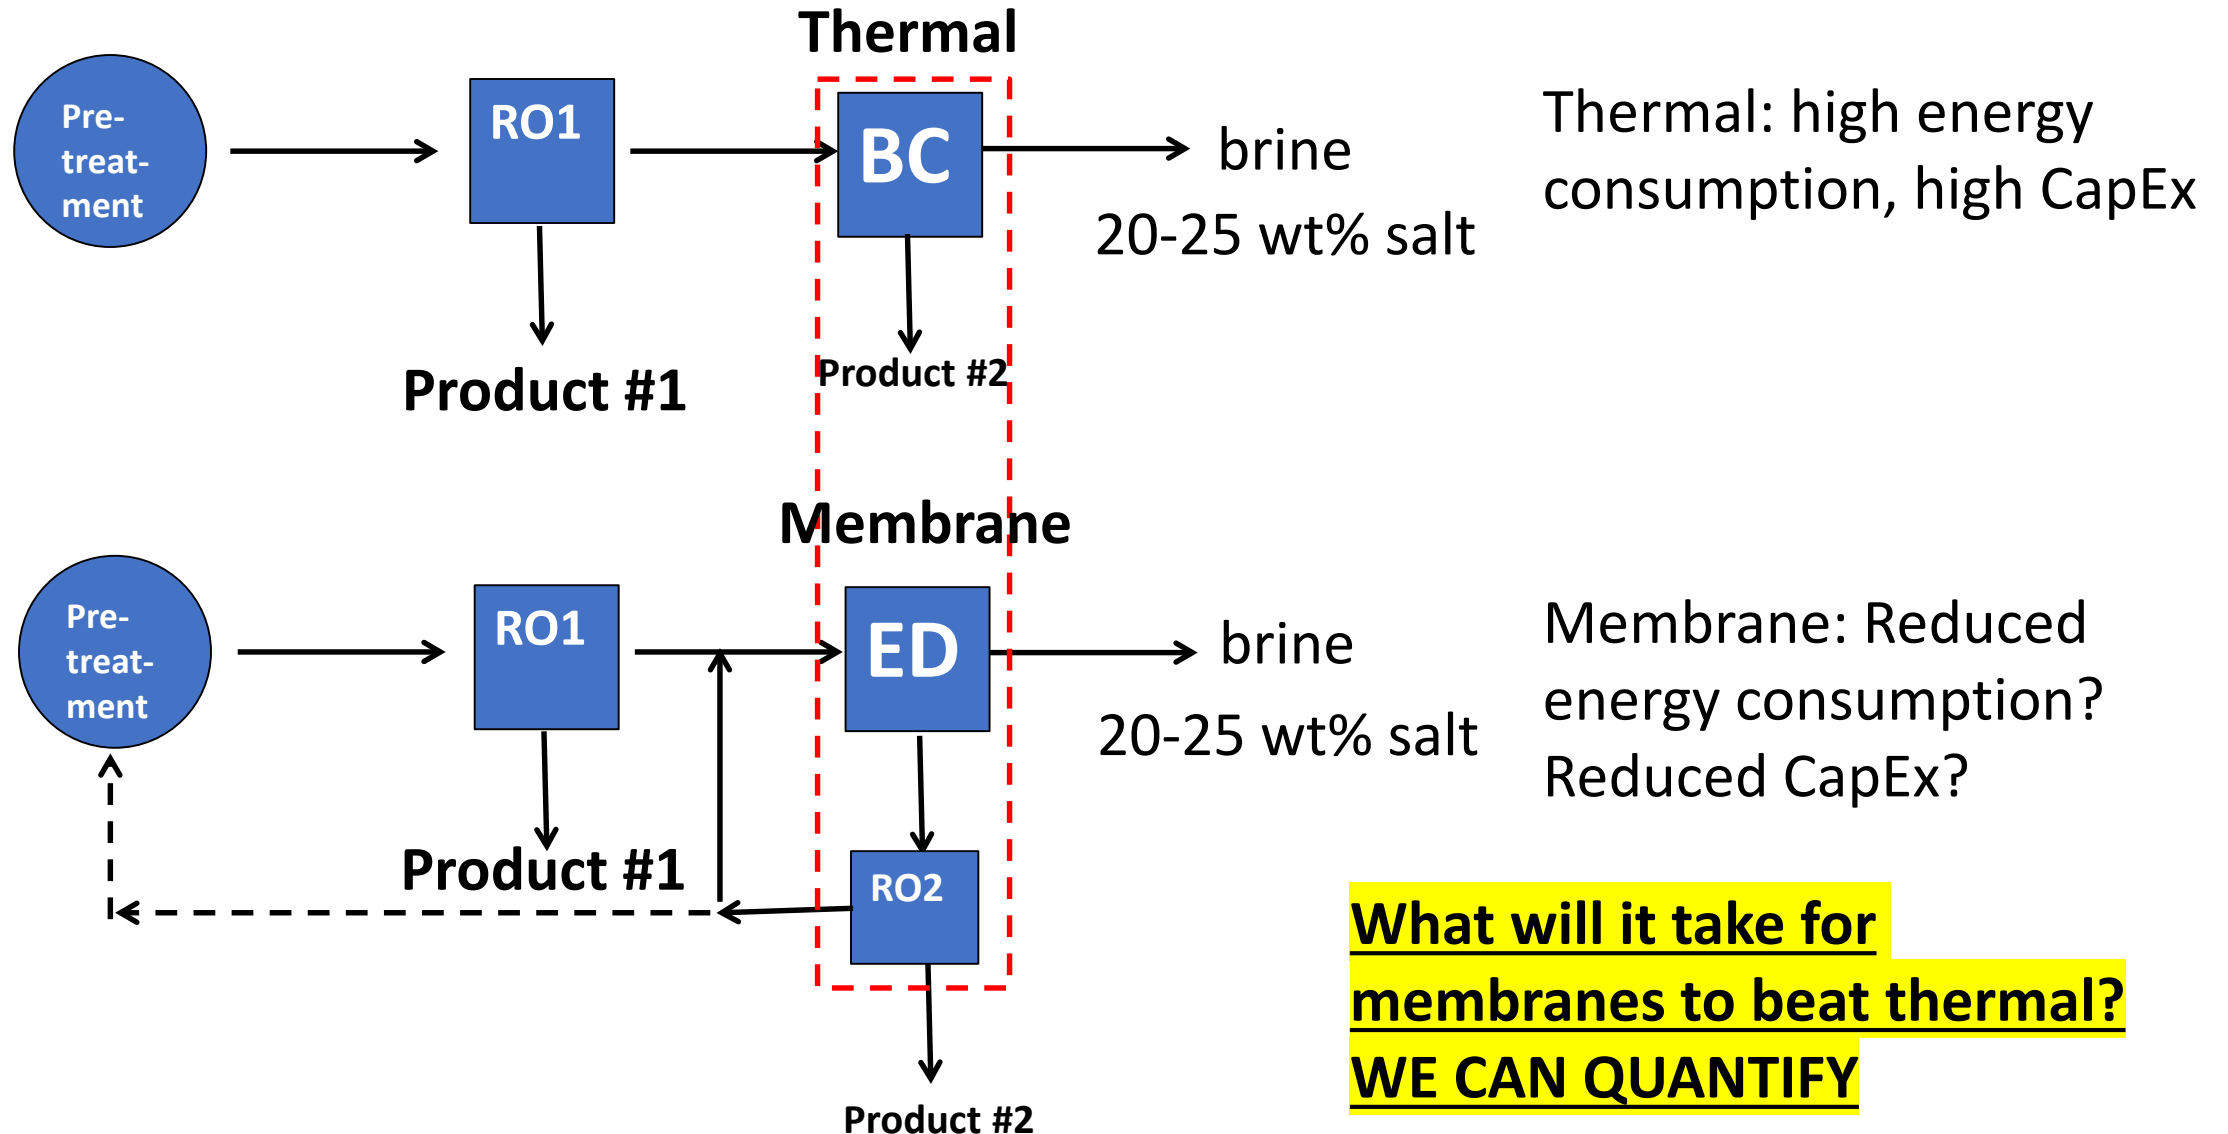 Thermal
Pre-
treat-
ment
RO1
BC
brine
20-25 wt% salt
Product #1
Product #2
Thermal: high energy
consumption, high CapEx
Membrane
Pre-
treat-
ment
RO1
ED
brine
20-25 wt% salt
Product #1
RO2
Product #2
Membrane: Reduced
energy consumption?
Reduced CapEx?
What will it take for
membranes to beat thermal?
WE CAN QUANTIFY